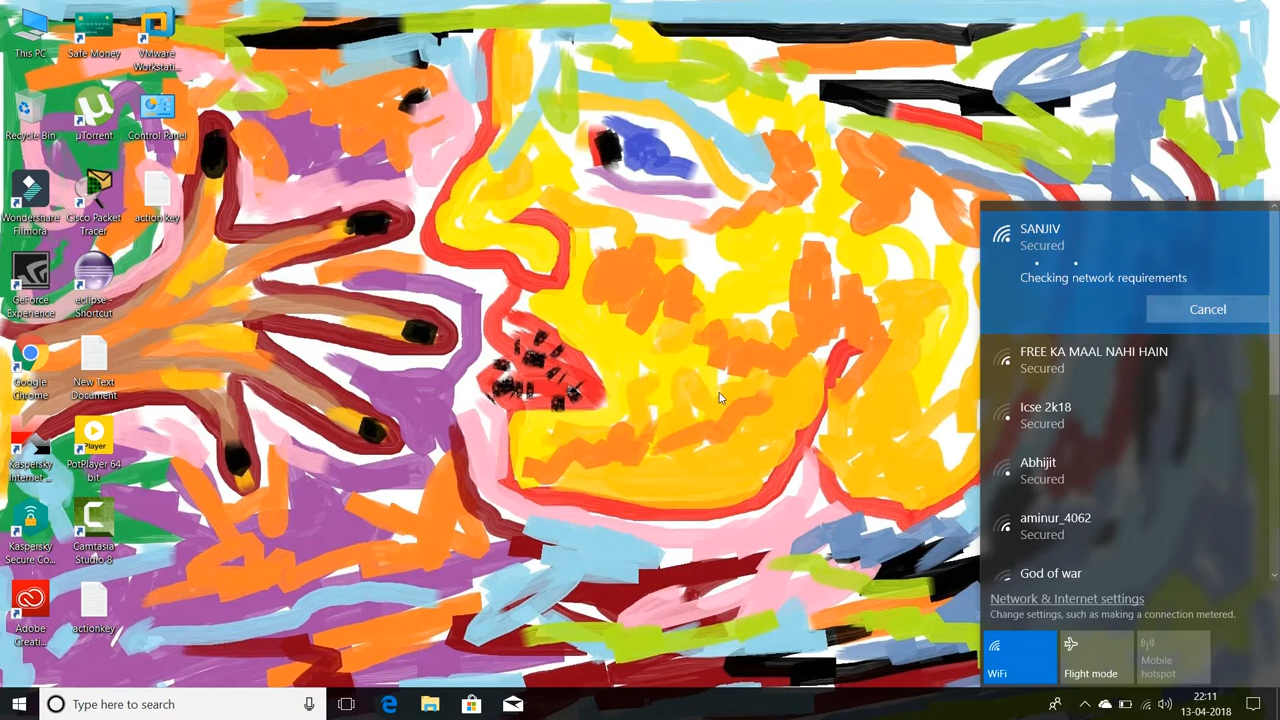 This PC
Safe Money
VMware
Workstati...
Recycle Bin
µTorrent
Control Panel
Wondershare
Filmora
Cisco Packet
Tracer
action key
GeForce
Experience
eclipse -
Shortcut
Google
Chrome
New Text
Document
Kaspersky
Internet ...
Player
PotPlayer 64
bit
Kaspersky
Secure Co...
Camtasia
Studio 8
Adobe
Creati...
actionkey
SANJIV
Secured
Checking network requirements
Cancel
FREE KA MAAL NAHI HAIN
Secured
Icse 2k18
Secured
Abhijit
Secured
aminur_4062
Secured
God of war
Network & Internet settings
Change settings, such as making a connection metered.
WiFi
Flight mode
Mobile
hotspot
Type here to search
22:11
13-04-2018